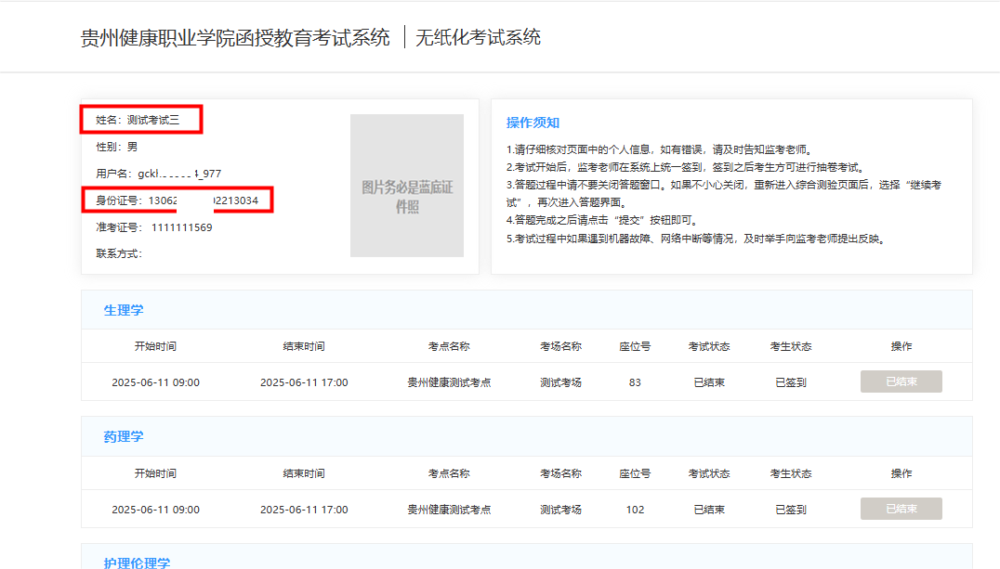 贵州健康职业学院函授教育考试系统 | 无纸化考试系统
姓名：测试考试三
性别：男
用户名：gckl 4_977
身份证号：13062 02213034
准考证号：1111111569
联系方式：
图片务必是蓝底证
件照
操作须知
1.请仔细核对页面中的个人信息，如有错误，请及时告知监考老师。
2.考试开始后，监考老师在系统上统一签到，签到之后考生方可进行抽卷考试。
3.答题过程中请不要关闭答题窗口。如果不小心关闭，重新进入综合测验页面后，选择“继续考
试”，再次进入答题界面。
4.答题完成之后请点击“提交”按钮即可。
5.考试过程中如果遇到机器故障、网络中断等情况，及时举手向监考老师提出反映。
生理学
开始时间 结束时间 考点名称 考场名称 座位号 考试状态 考生状态 操作
2025-06-11 09:00 2025-06-11 17:00 贵州健康测试考点 测试考场 83 已结束 已签到 已结束
药理学
开始时间 结束时间 考点名称 考场名称 座位号 考试状态 考生状态 操作
2025-06-11 09:00 2025-06-11 17:00 贵州健康测试考点 测试考场 102 已结束 已签到 已结束
护理伦理学